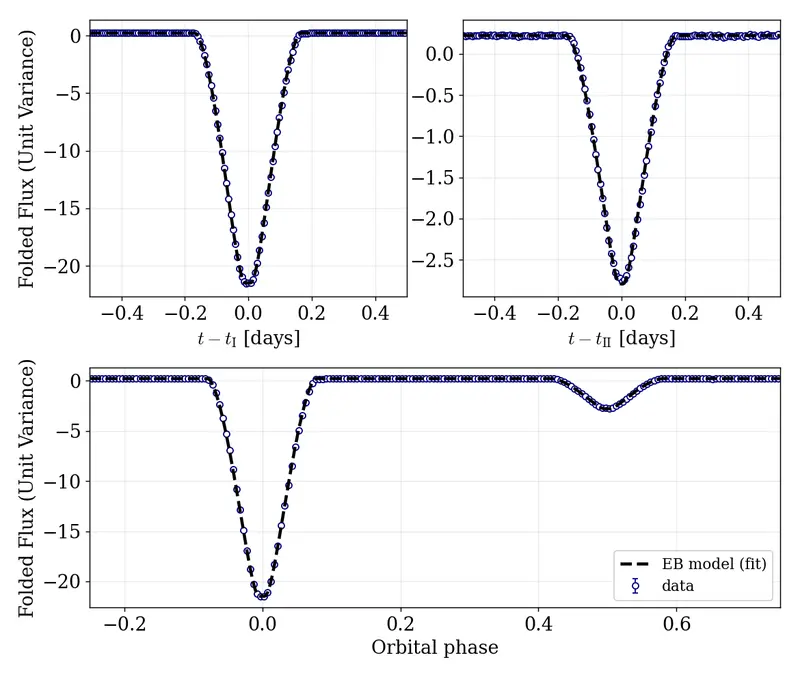 Folded Flux (Unit Variance)
0
−5
−10
−15
−20
−0.4 −0.2 0.0 0.2 0.4
t − tI [days]
0.0
−0.5
−1.0
−1.5
−2.0
−2.5
−0.4 −0.2 0.0 0.2 0.4
t − tII [days]
Folded Flux (Unit Variance)
0
−5
−10
−15
−20
−0.2 0.0 0.2 0.4 0.6
Orbital phase
EB model (fit)
data